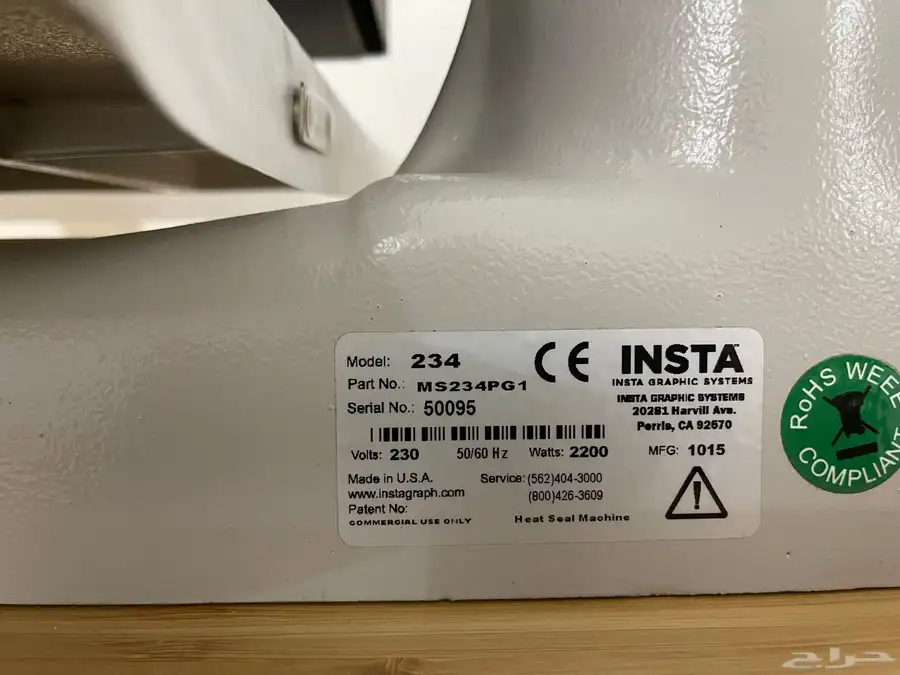 Model: 234
Part No.: MS234PG1
Serial No.: 50095
CE
INSTA™
INSTA GRAPHIC SYSTEMS
INSTA GRAPHIC SYSTEMS
20281 Harvill Ave.
Perris, CA 92570
Volts: 230 50/60 Hz Watts: 2200 MFG: 1015
Made in U.S.A. Service: (562)404-3000
www.instagraph.com (800)426-3609
Patent No:
COMMERCIAL USE ONLY Heat Seal Machine
RoHS WEEE
COMPLIANT
حراج